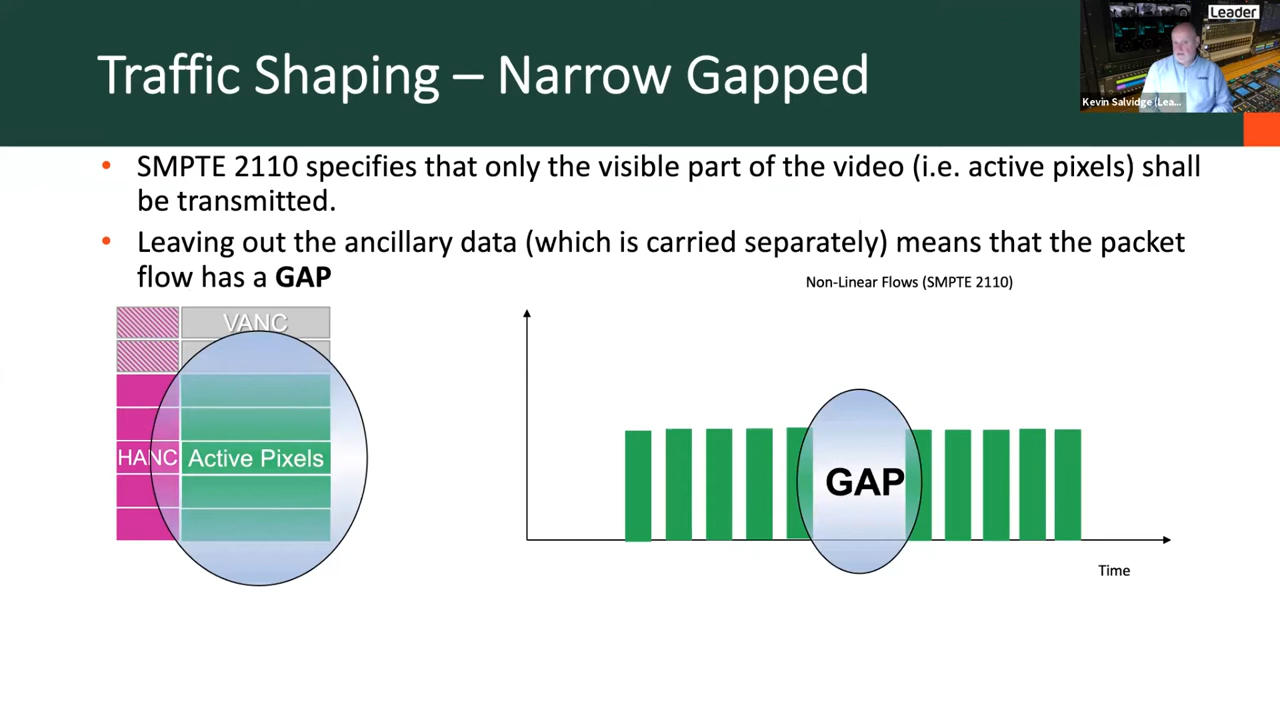 Traffic Shaping – Narrow Gapped
Leader
Kevin Salvidge (Lea...
• SMPTE 2110 specifies that only the visible part of the video (i.e. active pixels) shall
be transmitted.
• Leaving out the ancillary data (which is carried separately) means that the packet
flow has a GAP
Non-Linear Flows (SMPTE 2110)
VANC
HANC
Active Pixels
GAP
Time